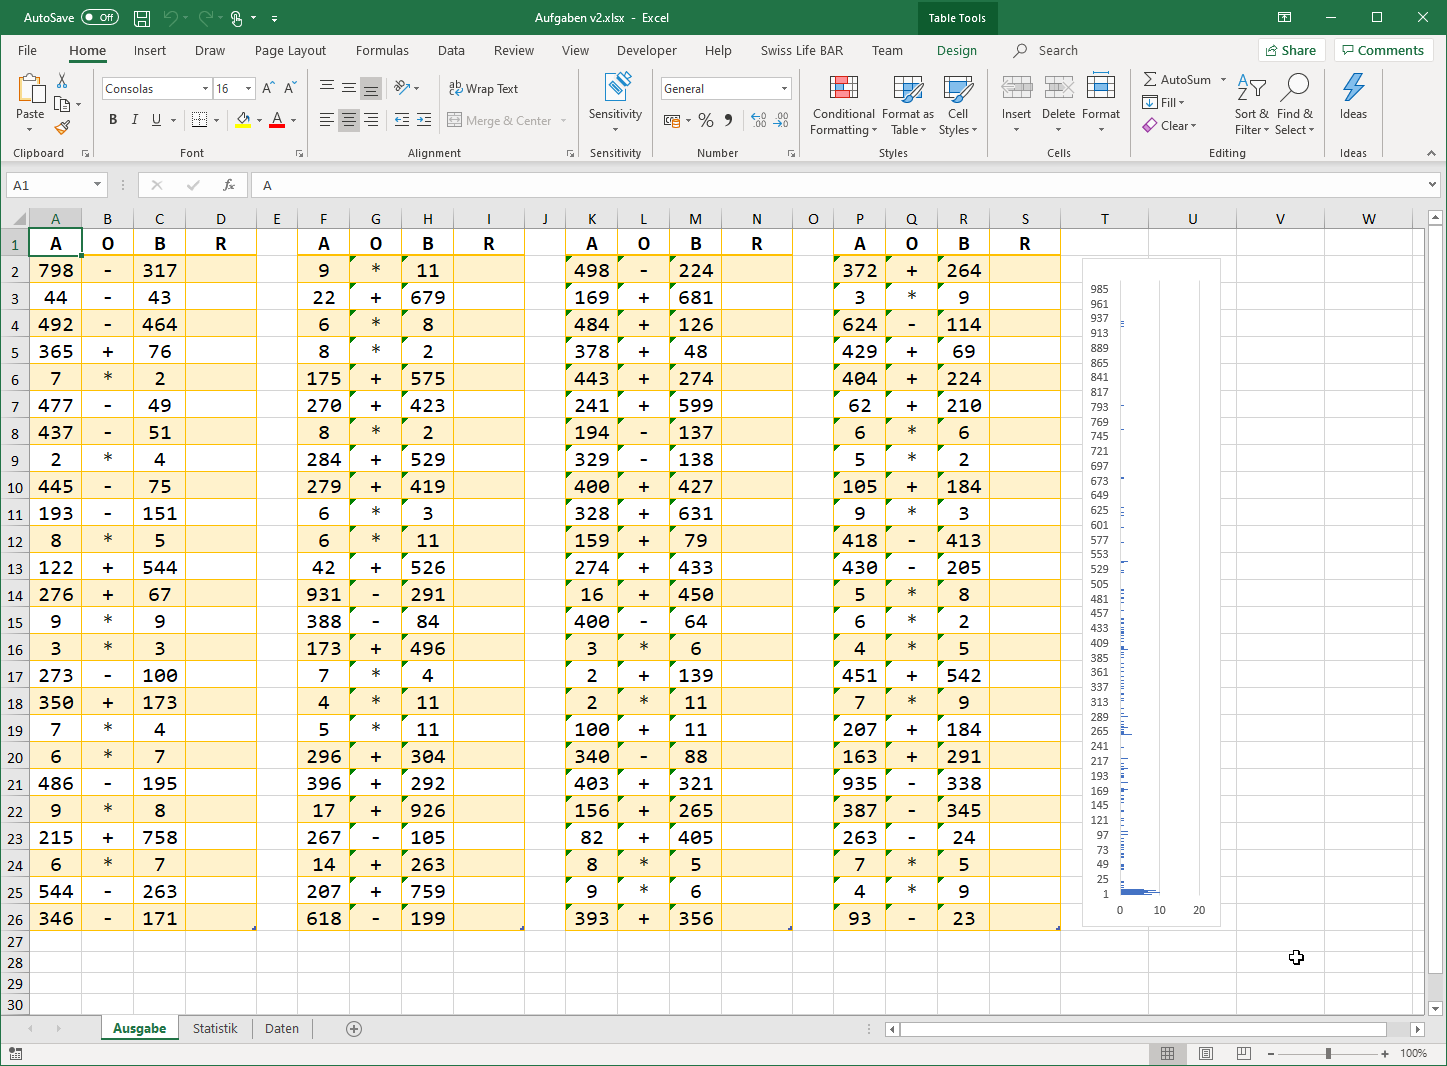 AutoSave Off Aufgaben v2.xlsx - Excel Table Tools
File Home Insert Draw Page Layout Formulas Data Review View Developer Help Swiss Life BAR Team Design Search Share Comments
Paste Consolas 16 Wrap Text Sensitivity General Conditional Formatting Format as Table Cell Styles Insert Delete Format AutoSum Sort & Filter Find & Select Ideas
B I U A Merge & Center % Fill Clear
Clipboard Font Alignment Sensitivity Number Styles Cells Editing Ideas
A1 fx A
A B C D E F G H I J K L M N O P Q R S T U V W
1 A O B R A O B R A O B R A O B R
2 798 - 317 9 * 11 498 - 224 372 + 264
3 44 - 43 22 + 679 169 + 681 3 * 9
4 492 - 464 6 * 8 484 + 126 624 - 114
5 365 + 76 8 * 2 378 + 48 429 + 69
6 7 * 2 175 + 575 443 + 274 404 + 224
7 477 - 49 270 + 423 241 + 599 62 + 210
8 437 - 51 8 * 2 194 - 137 6 * 6
9 2 * 4 284 + 529 329 - 138 5 * 2
10 445 - 75 279 + 419 400 + 427 105 + 184
11 193 - 151 6 * 3 328 + 631 9 * 3
12 8 * 5 6 * 11 159 + 79 418 - 413
13 122 + 544 42 + 526 274 + 433 430 - 205
14 276 + 67 931 - 291 16 + 450 5 * 8
15 9 * 9 388 - 84 400 - 64 6 * 2
16 3 * 3 173 + 496 3 * 6 4 * 5
17 273 - 100 7 * 4 2 + 139 451 + 542
18 350 + 173 4 * 11 2 * 11 7 * 9
19 7 * 4 5 * 11 100 + 11 207 + 184
20 6 * 7 296 + 304 340 - 88 163 + 291
21 486 - 195 396 + 292 403 + 321 935 - 338
22 9 * 8 17 + 926 156 + 265 387 - 345
23 215 + 758 267 - 105 82 + 405 263 - 24
24 6 * 7 14 + 263 8 * 5 7 * 5
25 544 - 263 207 + 759 9 * 6 4 * 9
26 346 - 171 618 - 199 393 + 356 93 - 23
27
28
29
30
985
961
937
913
889
865
841
817
793
769
745
721
697
673
649
625
601
577
553
529
505
481
457
433
409
385
361
337
313
289
265
241
217
193
169
145
121
97
73
49
25
1
0 10 20
Ausgabe Statistik Daten
100%